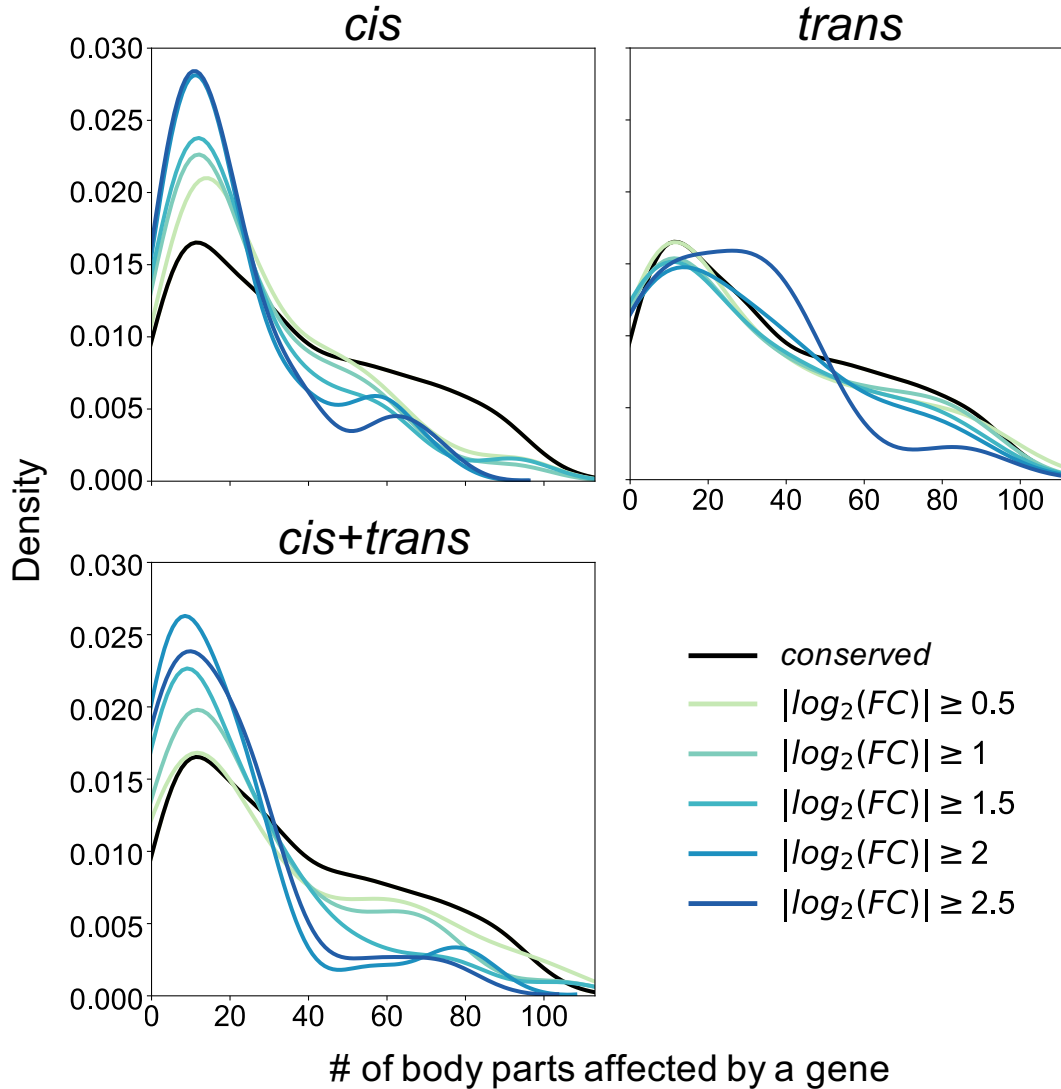 cis
trans
0.030
0.025
0.020
0.015
0.010
0.005
0.000
0 20 40 60 80 100
Density
cis+trans
0.030
0.025
0.020
0.015
0.010
0.005
0.000
0 20 40 60 80 100
conserved
|log₂(FC)| ≥ 0.5
|log₂(FC)| ≥ 1
|log₂(FC)| ≥ 1.5
|log₂(FC)| ≥ 2
|log₂(FC)| ≥ 2.5
# of body parts affected by a gene